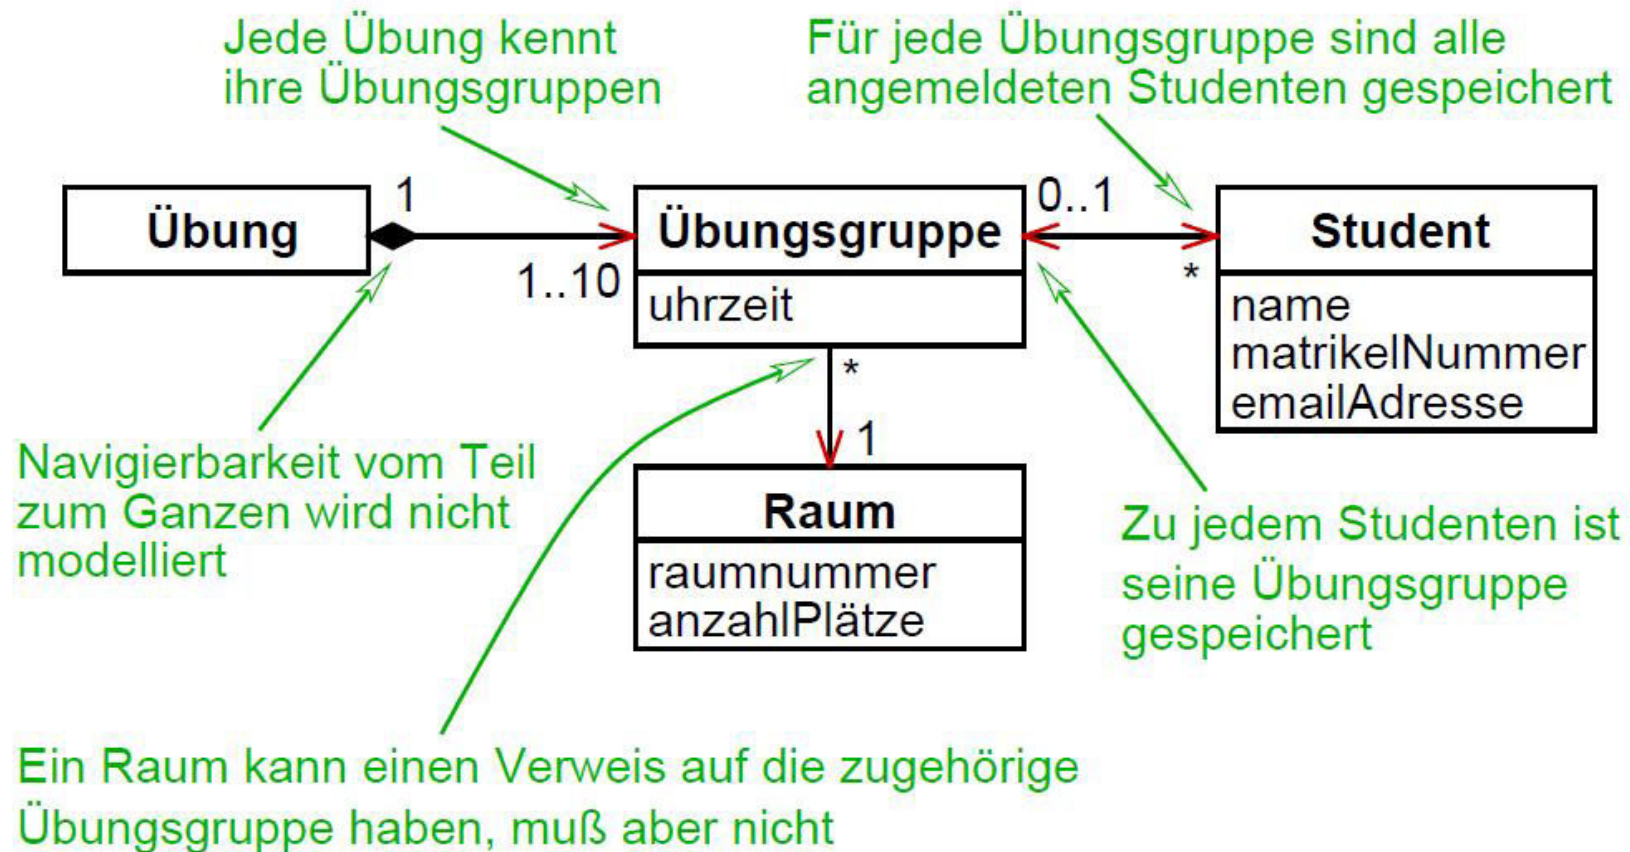 Jede Übung kennt
ihre Übungsgruppen
Für jede Übungsgruppe sind alle
angemeldeten Studenten gespeichert
Übung
1
1..10
Übungsgruppe
uhrzeit
0..1
*
Student
name
matrikelNummer
emailAdresse
*
1
Raum
raumnummer
anzahlPlätze
Navigierbarkeit vom Teil
zum Ganzen wird nicht
modelliert
Zu jedem Studenten ist
seine Übungsgruppe
gespeichert
Ein Raum kann einen Verweis auf die zugehörige
Übungsgruppe haben, muß aber nicht